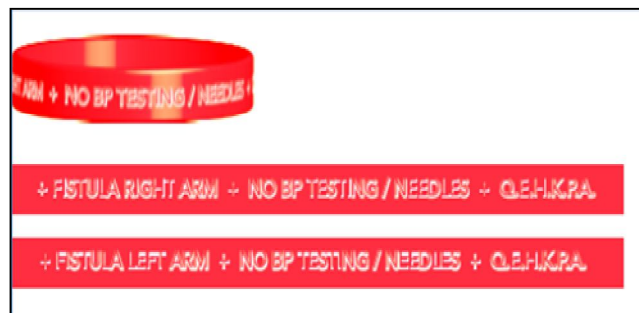 HT ARM + NO BP TESTING / NEEDLES +
+ FISTULA RIGHT ARM + NO BP TESTING / NEEDLES + Q.E.H.K.P.A.
+ FISTULA LEFT ARM + NO BP TESTING / NEEDLES + Q.E.H.K.P.A.